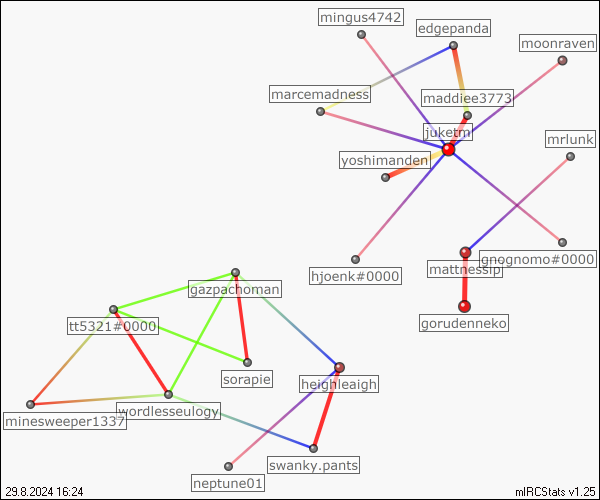 mingus4742
edgepanda
moonraven
marcemadness
maddiee3773
juketm
mrlunk
yoshimanden
gnognomo#0000
mattnessip
hjoenk#0000
gazpachoman
gorudenneko
tt5321#0000
sorapie
heighleaigh
wordlesseulogy
minesweeper1337
swanky.pants
neptune01
29.8.2024 16:24
mIRCStats v1.25